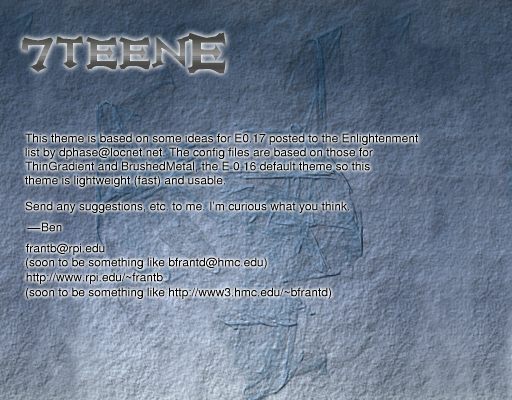 7TEENE
This theme is based on some ideas for E0.17 posted to the Enlightenment
list by dphase@locnet.net. The config files are based on those for
ThinGradient and BrushedMetal, the E-0.16 default theme so this
theme is lightweight (fast) and usable.
Send any suggestions, etc. to me. I'm curious what you think.
—Ben
frantb@rpi.edu
(soon to be something like bfrantd@hmc.edu)
http://www.rpi.edu/~frantb
(soon to be something like http://www3.hmc.edu/~bfrantd)